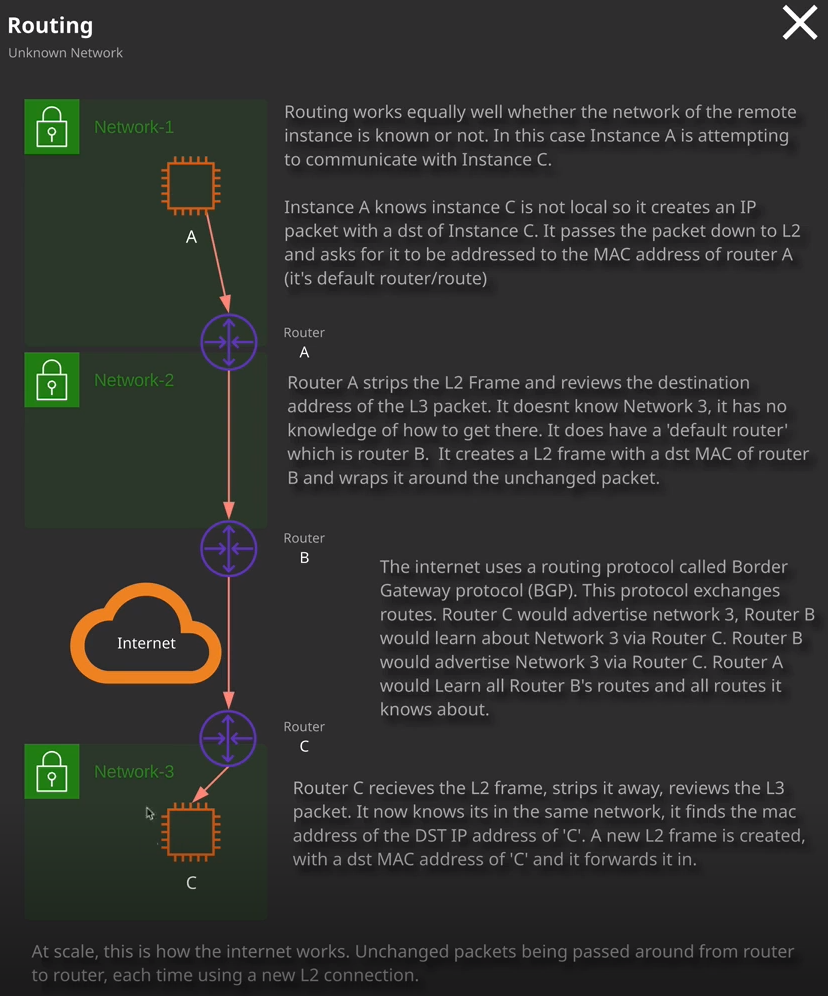 Routing
Unknown Network
Network-1
A
Routing works equally well whether the network of the remote
instance is known or not. In this case Instance A is attempting
to communicate with Instance C.
Instance A knows instance C is not local so it creates an IP
packet with a dst of Instance C. It passes the packet down to L2
and asks for it to be addressed to the MAC address of router A
(it's default router/route)
Router
A
Network-2
Router A strips the L2 Frame and reviews the destination
address of the L3 packet. It doesnt know Network 3, it has no
knowledge of how to get there. It does have a 'default router'
which is router B. It creates a L2 frame with a dst MAC of router
B and wraps it around the unchanged packet.
Router
B
Internet
The internet uses a routing protocol called Border
Gateway protocol (BGP). This protocol exchanges
routes. Router C would advertise network 3, Router B
would learn about Network 3 via Router C. Router B
would advertise Network 3 via Router C. Router A
would Learn all Router B's routes and all routes it
knows about.
Router
C
Network-3
C
Router C recieves the L2 frame, strips it away, reviews the L3
packet. It now knows its in the same network, it finds the mac
address of the DST IP address of 'C'. A new L2 frame is created,
with a dst MAC address of 'C' and it forwards it in.
At scale, this is how the internet works. Unchanged packets being passed around from router
to router, each time using a new L2 connection.